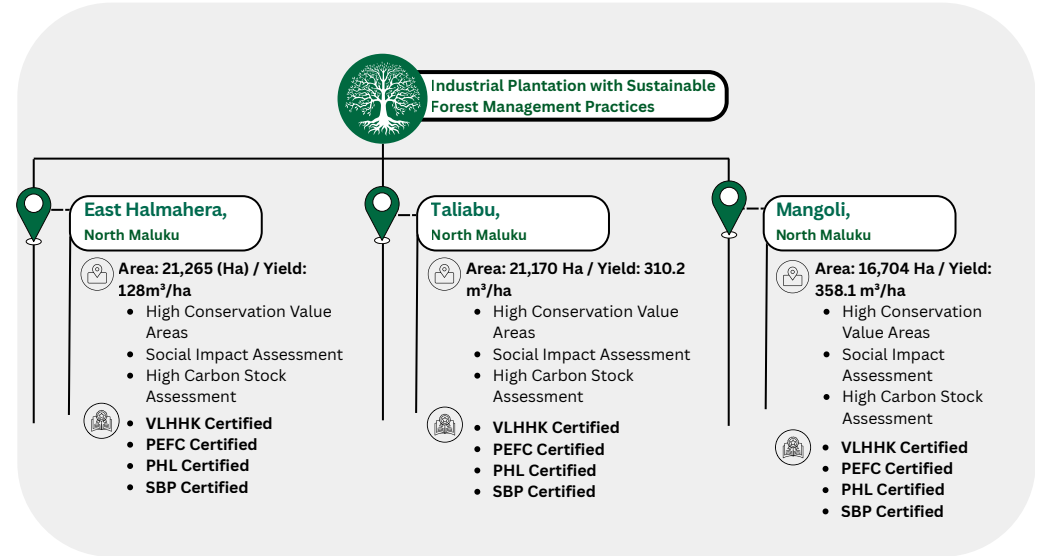 Industrial Plantation with Sustainable
Forest Management Practices
East Halmahera,
North Maluku
Area: 21,265 (Ha) / Yield:
128m³/ha
• High Conservation Value
Areas
• Social Impact Assessment
• High Carbon Stock
Assessment
• VLHHK Certified
• PEFC Certified
• PHL Certified
• SBP Certified
Taliabu,
North Maluku
Area: 21,170 Ha / Yield: 310.2
m³/ha
• High Conservation Value
Areas
• Social Impact Assessment
• High Carbon Stock
Assessment
• VLHHK Certified
• PEFC Certified
• PHL Certified
• SBP Certified
Mangoli,
North Maluku
Area: 16,704 Ha / Yield:
358.1 m³/ha
• High Conservation
Value Areas
• Social Impact
Assessment
• High Carbon Stock
Assessment
• VLHHK Certified
• PEFC Certified
• PHL Certified
• SBP Certified